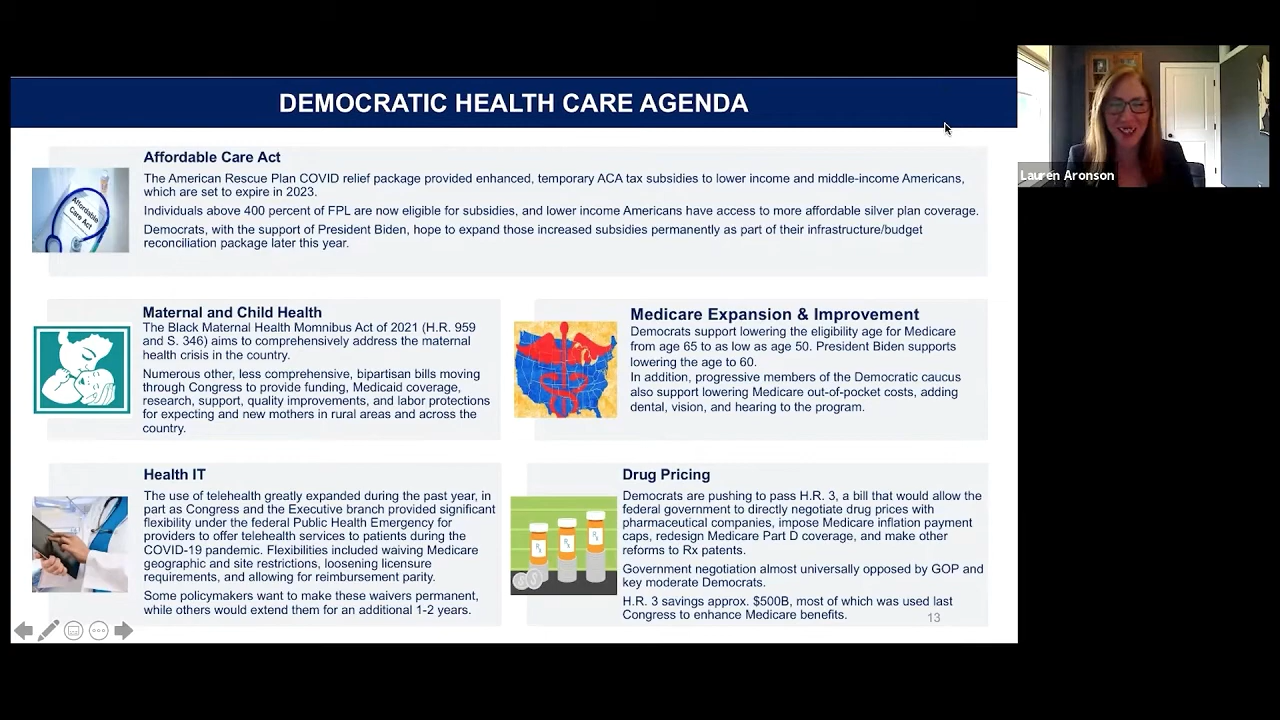 DEMOCRATIC HEALTH CARE AGENDA
Lauren Aronson
Affordable Care Act
The American Rescue Plan COVID relief package provided enhanced, temporary ACA tax subsidies to lower income and middle-income Americans,
which are set to expire in 2023.
Individuals above 400 percent of FPL are now eligible for subsidies, and lower income Americans have access to more affordable silver plan coverage.
Democrats, with the support of President Biden, hope to expand those increased subsidies permanently as part of their infrastructure/budget
reconciliation package later this year.
Affordable
Care Act
Maternal and Child Health
The Black Maternal Health Momnibus Act of 2021 (H.R. 959
and S. 346) aims to comprehensively address the maternal
health crisis in the country.
Numerous other, less comprehensive, bipartisan bills moving
through Congress to provide funding, Medicaid coverage,
research, support, quality improvements, and labor protections
for expecting and new mothers in rural areas and across the
country.
Medicare Expansion & Improvement
Democrats support lowering the eligibility age for Medicare
from age 65 to as low as age 50. President Biden supports
lowering the age to 60.
In addition, progressive members of the Democratic caucus
also support lowering Medicare out-of-pocket costs, adding
dental, vision, and hearing to the program.
Health IT
The use of telehealth greatly expanded during the past year, in
part as Congress and the Executive branch provided significant
flexibility under the federal Public Health Emergency for
providers to offer telehealth services to patients during the
COVID-19 pandemic. Flexibilities included waiving Medicare
geographic and site restrictions, loosening licensure
requirements, and allowing for reimbursement parity.
Some policymakers want to make these waivers permanent,
while others would extend them for an additional 1-2 years.
Drug Pricing
Democrats are pushing to pass H.R. 3, a bill that would allow the
federal government to directly negotiate drug prices with
pharmaceutical companies, impose Medicare inflation payment
caps, redesign Medicare Part D coverage, and make other
reforms to Rx patents.
Government negotiation almost universally opposed by GOP and
key moderate Democrats.
H.R. 3 savings approx. $500B, most of which was used last
Congress to enhance Medicare benefits.
13